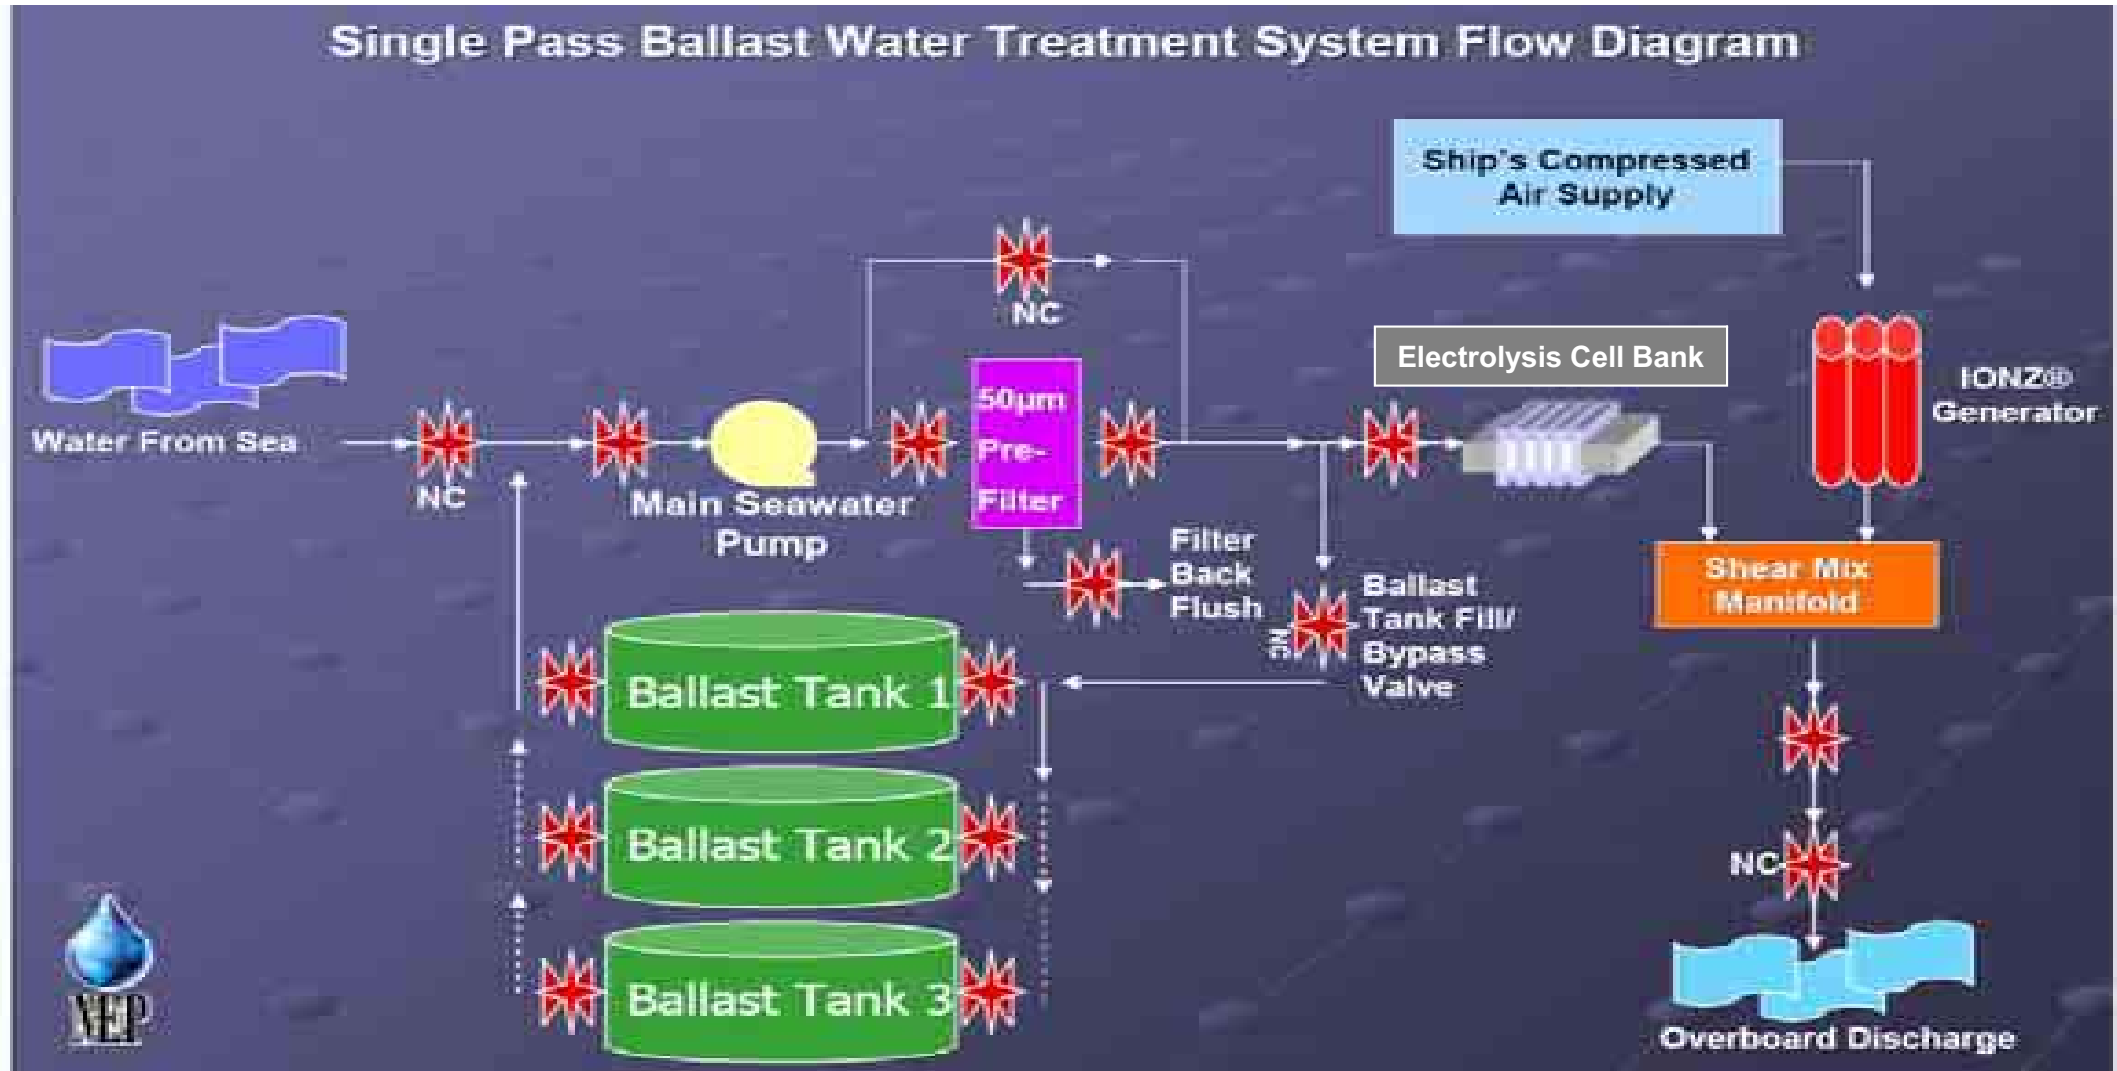 Single Pass Ballast Water Treatment System Flow Diagram
Ship's Compressed
Air Supply
NC
Electrolysis Cell Bank
IONZ®
Generator
50µm
Pre-
Filter
Water From Sea
NC
Main Seawater
Pump
Filter
Back
Flush
Ballast
Tank Fill/
Bypass
Valve
NC
Shear Mix
Manifold
Ballast Tank 1
Ballast Tank 2
Ballast Tank 3
NC
NEP
Overboard Discharge